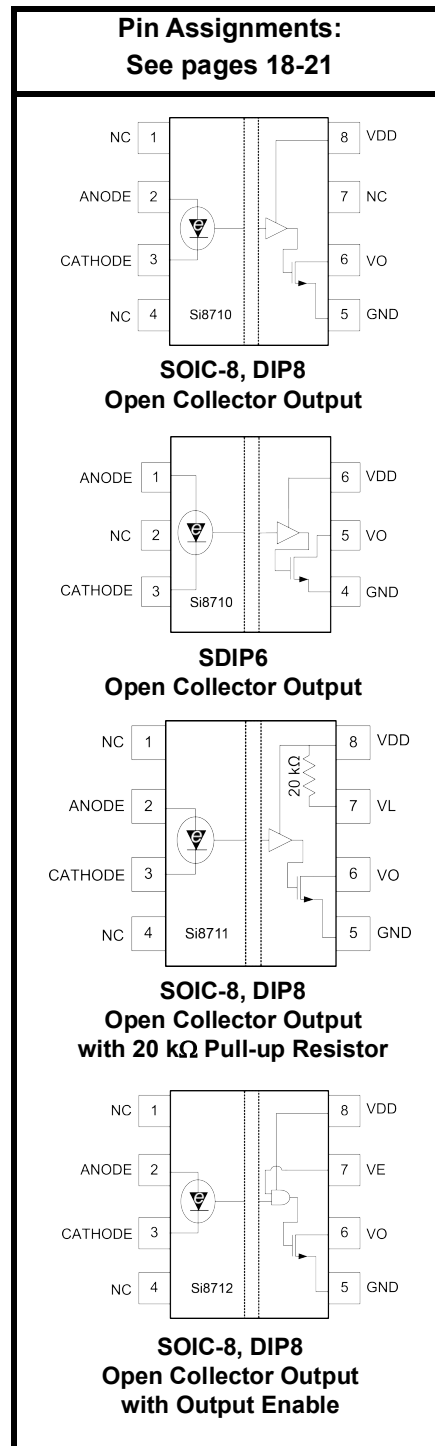 Pin Assignments:
See pages 18-21
NC 1
8 VDD
ANODE 2
7 NC
e
CATHODE 3
6 VO
NC 4
Si8710
5 GND
SOIC-8, DIP8
Open Collector Output
ANODE 1
6 VDD
NC 2
e
5 VO
CATHODE 3
Si8710
4 GND
SDIP6
Open Collector Output
NC 1
8 VDD
20 kΩ
ANODE 2
7 VL
e
CATHODE 3
6 VO
NC 4
Si8711
5 GND
SOIC-8, DIP8
Open Collector Output
with 20 kΩ Pull-up Resistor
NC 1
8 VDD
ANODE 2
7 VE
e
CATHODE 3
6 VO
NC 4
Si8712
5 GND
SOIC-8, DIP8
Open Collector Output
with Output Enable